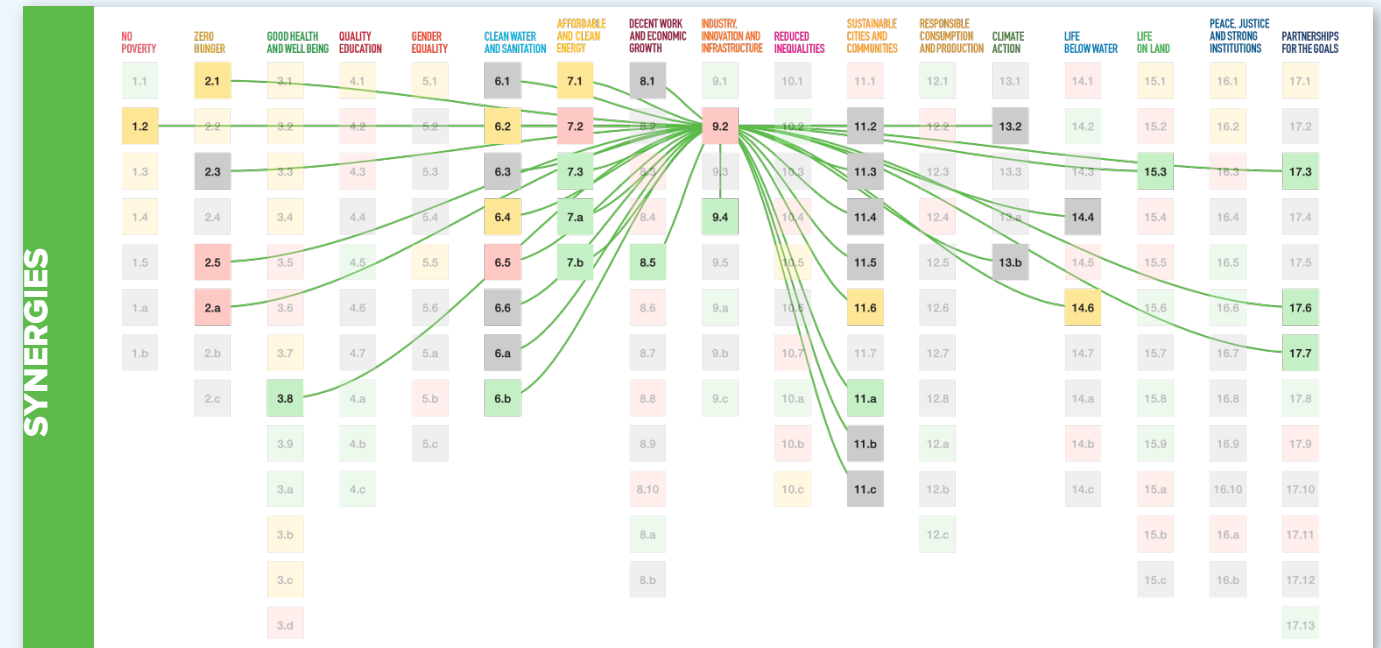 SYNERGIES
NO
POVERTY
ZERO
HUNGER
GOOD HEALTH
AND WELL BEING
QUALITY
EDUCATION
GENDER
EQUALITY
CLEAN WATER
AND SANITATION
AFFORDABLE
AND CLEAN
ENERGY
DECENT WORK
AND ECONOMIC
GROWTH
INDUSTRY,
INNOVATION AND
INFRASTRUCTURE
REDUCED
INEQUALITIES
SUSTAINABLE
CITIES AND
COMMUNITIES
RESPONSIBLE
CONSUMPTION
AND PRODUCTION
CLIMATE
ACTION
LIFE
BELOW WATER
LIFE
ON LAND
PEACE, JUSTICE
AND STRONG
INSTITUTIONS
PARTNERSHIPS
FOR THE GOALS
1.1 2.1 3.1 4.1 5.1 6.1 7.1 8.1 9.1 10.1 11.1 12.1 13.1 14.1 15.1 16.1 17.1
1.2 2.2 3.2 4.2 5.2 6.2 7.2 8.2 9.2 10.2 11.2 12.2 13.2 14.2 15.2 16.2 17.2
1.3 2.3 3.3 4.3 5.3 6.3 7.3 8.3 9.3 10.3 11.3 12.3 13.3 14.3 15.3 16.3 17.3
1.4 2.4 3.4 4.4 5.4 6.4 7.a 8.4 9.4 10.4 11.4 12.4 13.a 14.4 15.4 16.4 17.4
1.5 2.5 3.5 4.5 5.5 6.5 7.b 8.5 9.5 10.5 11.5 12.5 13.b 14.5 15.5 16.5 17.5
1.a 2.a 3.6 4.6 5.6 6.6 8.6 9.a 10.6 11.6 12.6 14.6 15.6 16.6 17.6
1.b 2.b 3.7 4.7 5.a 6.a 8.7 9.b 10.7 11.7 12.7 14.7 15.7 16.7 17.7
2.c 3.8 4.a 5.b 6.b 8.8 9.c 10.a 11.a 12.8 14.a 15.8 16.8 17.8
3.9 4.b 5.c 8.9 10.b 11.b 12.a 14.b 15.9 16.9 17.9
3.a 4.c 8.10 10.c 11.c 12.b 14.c 15.a 16.10 17.10
3.b 8.a 12.c 15.b 16.a 17.11
3.c 8.b 15.c 16.b 17.12
3.d 17.13